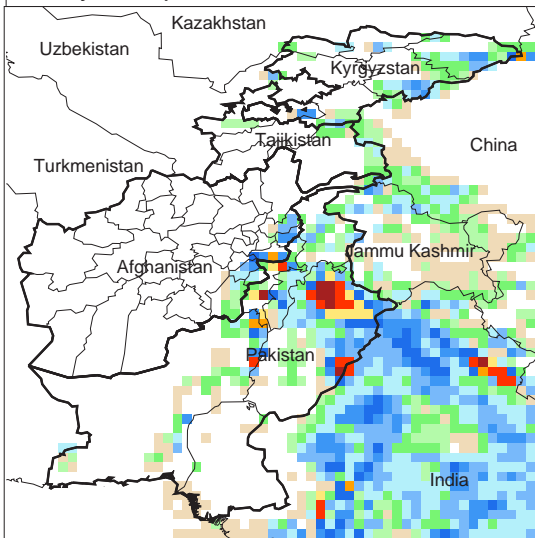 Kazakhstan
Uzbekistan
Kyrgyzstan
Tajikistan
China
Turkmenistan
Jammu Kashmir
Afghanistan
Pakistan
India